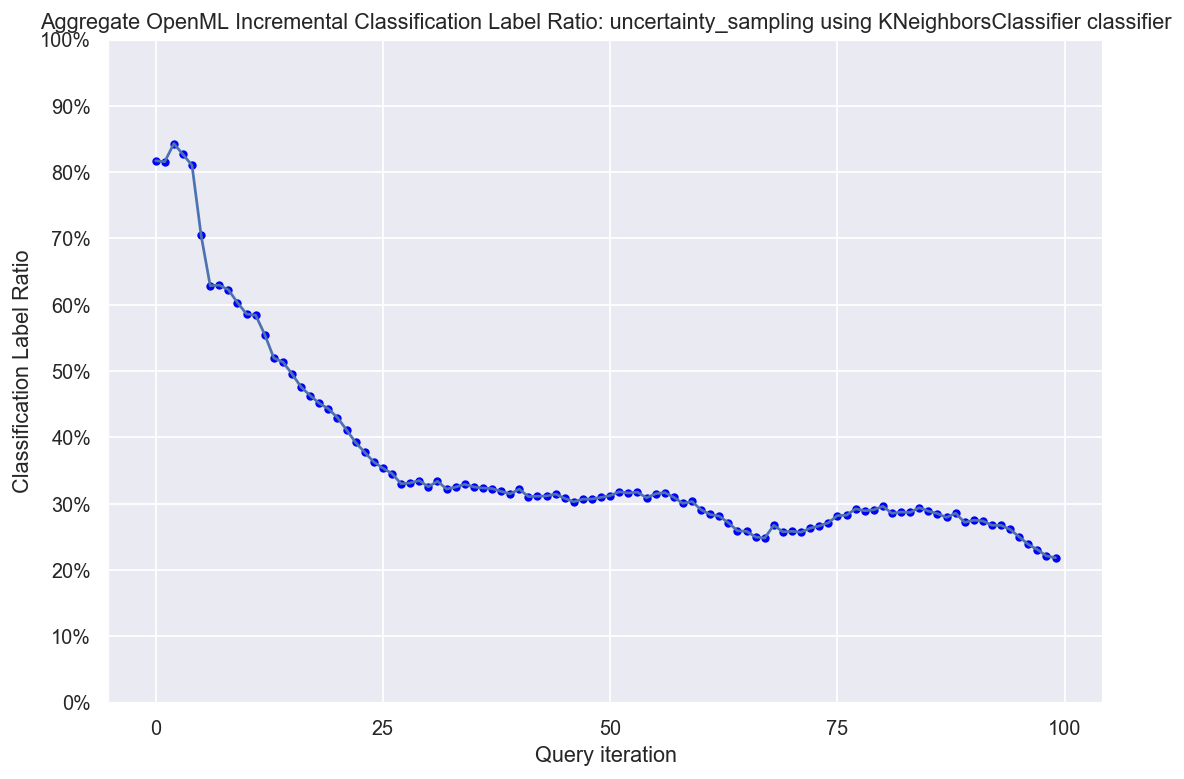 Aggregate OpenML Incremental Classification Label Ratio: uncertainty_sampling using KNeighborsClassifier classifier
100%
90%
80%
70%
60%
50%
40%
30%
20%
10%
0%
Classification Label Ratio
0 25 50 75 100
Query iteration